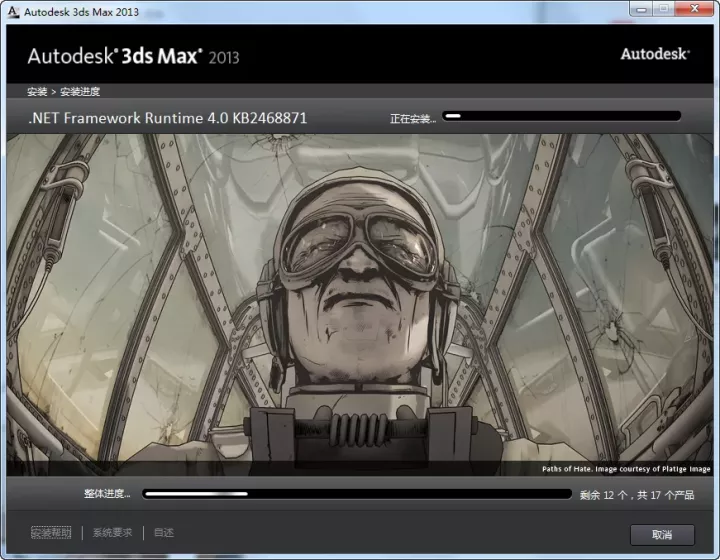 Autodesk 3ds Max 2013
Autodesk® 3ds Max® 2013
Autodesk®
安装 > 安装进度
.NET Framework Runtime 4.0 KB2468871
正在安装...
Paths of Hate. Image courtesy of Platige Image
整体进度...
剩余 12 个，共 17 个产品
安装帮助 | 系统要求 | 自述
取消